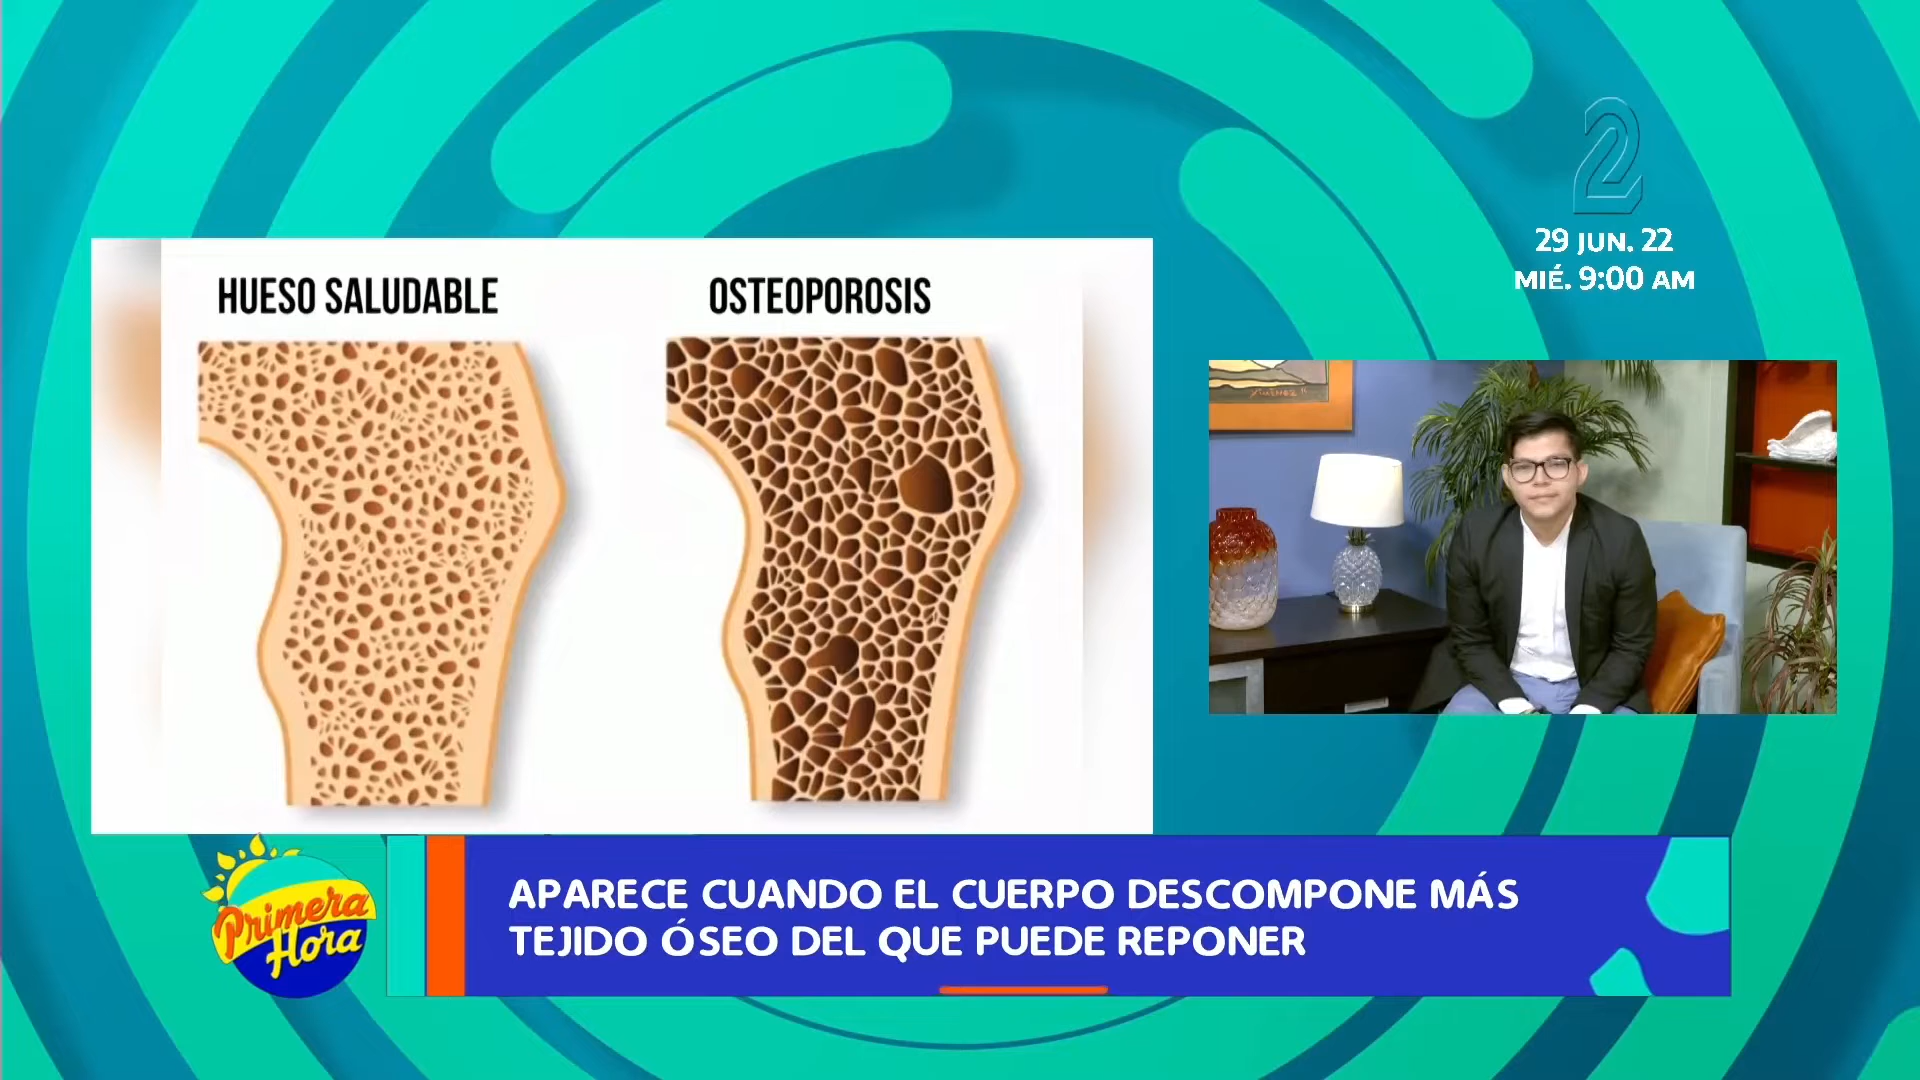 2
29 JUN. 22
MIÉ. 9:00 AM
HUESO SALUDABLE
OSTEOPOROSIS
Primera
Hora
APARECE CUANDO EL CUERPO DESCOMPONE MÁS
TEJIDO ÓSEO DEL QUE PUEDE REPONER